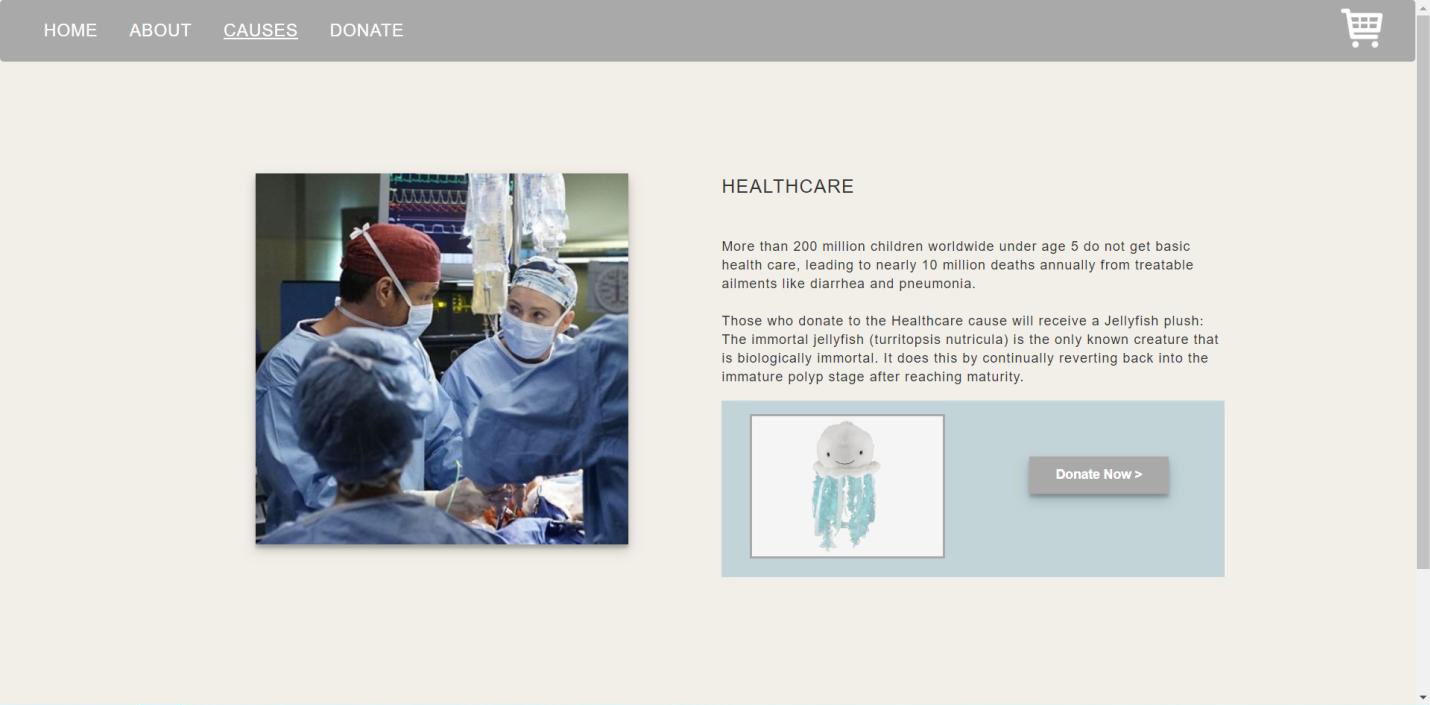 HOME ABOUT CAUSES DONATE
HEALTHCARE
More than 200 million children worldwide under age 5 do not get basic
health care, leading to nearly 10 million deaths annually from treatable
ailments like diarrhea and pneumonia.
Those who donate to the Healthcare cause will receive a Jellyfish plush:
The immortal jellyfish (turritopsis nutricula) is the only known creature that
is biologically immortal. It does this by continually reverting back into the
immature polyp stage after reaching maturity.
Donate Now >